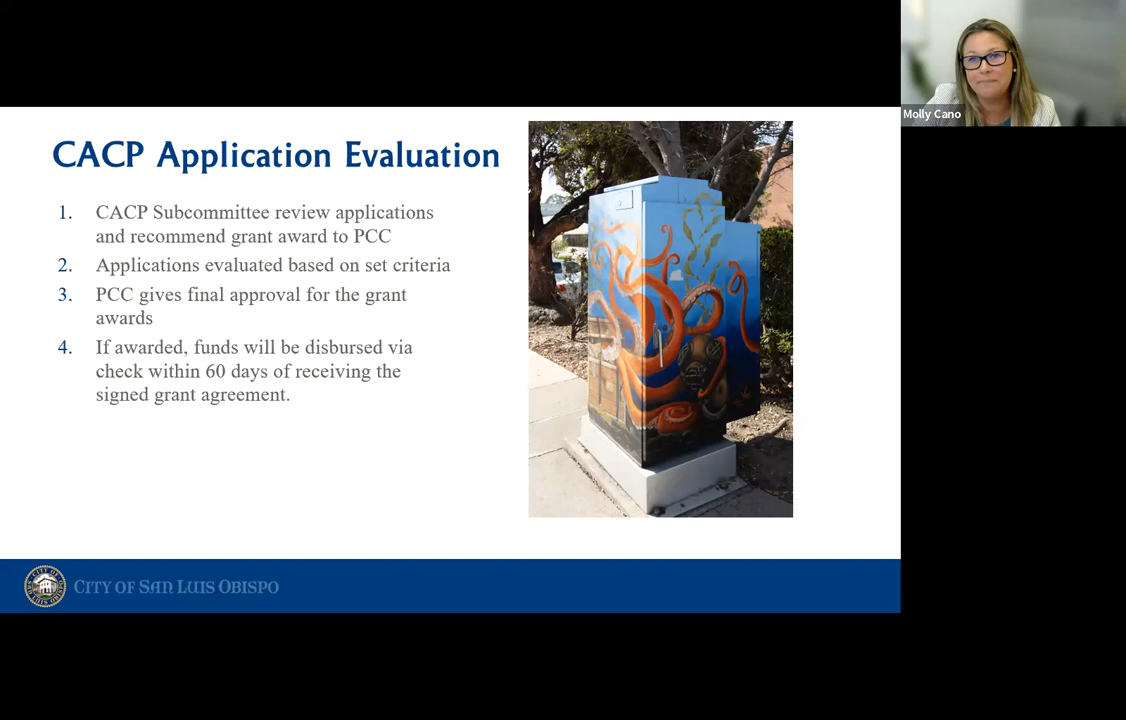 Molly Cano
CACP Application Evaluation
1. CACP Subcommittee review applications
and recommend grant award to PCC
2. Applications evaluated based on set criteria
3. PCC gives final approval for the grant
awards
4. If awarded, funds will be disbursed via
check within 60 days of receiving the
signed grant agreement.
CITY OF SAN LUIS OBISPO